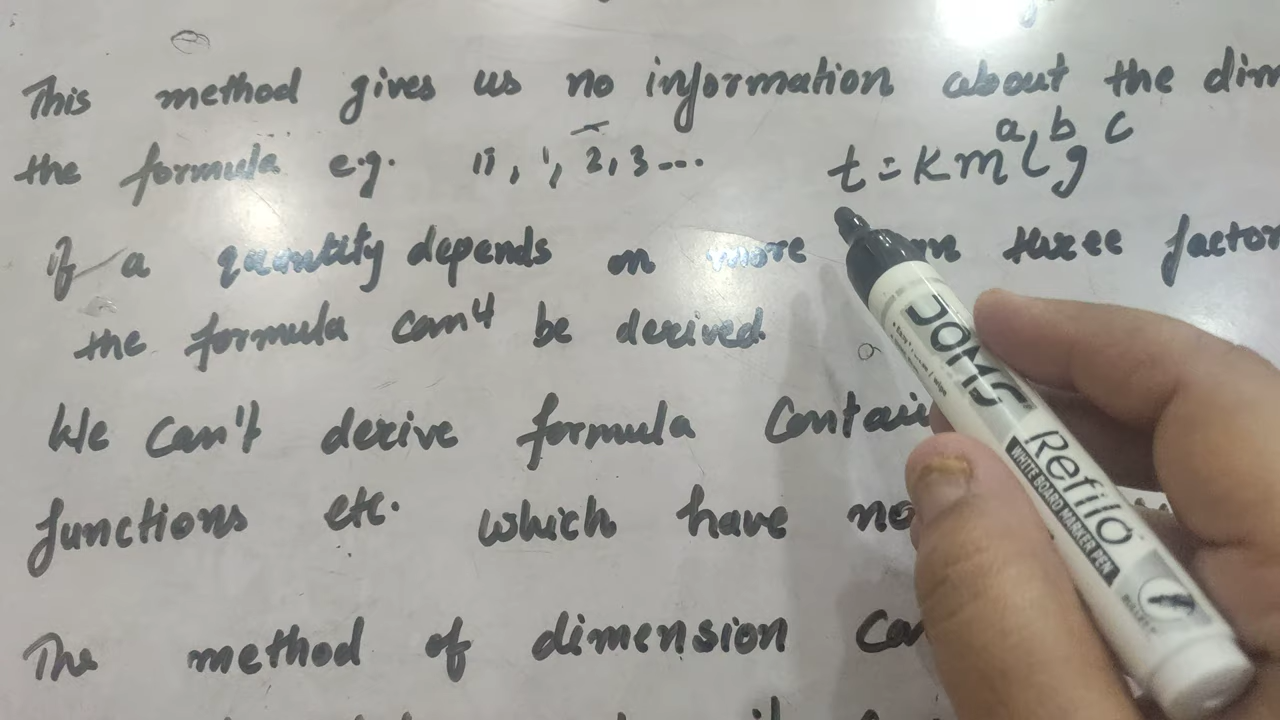 This method gives us no information about the dim
the formula e.g. π, 1, 2, 3--- t = k m^a l^b g^c
If a quantity depends on more three factor
the formula can't be derived
We can't derive formula Contai
functions etc. which have no
The method of dimension Can
DOMS
Refilo
WHITE BOARD MARKER PEN